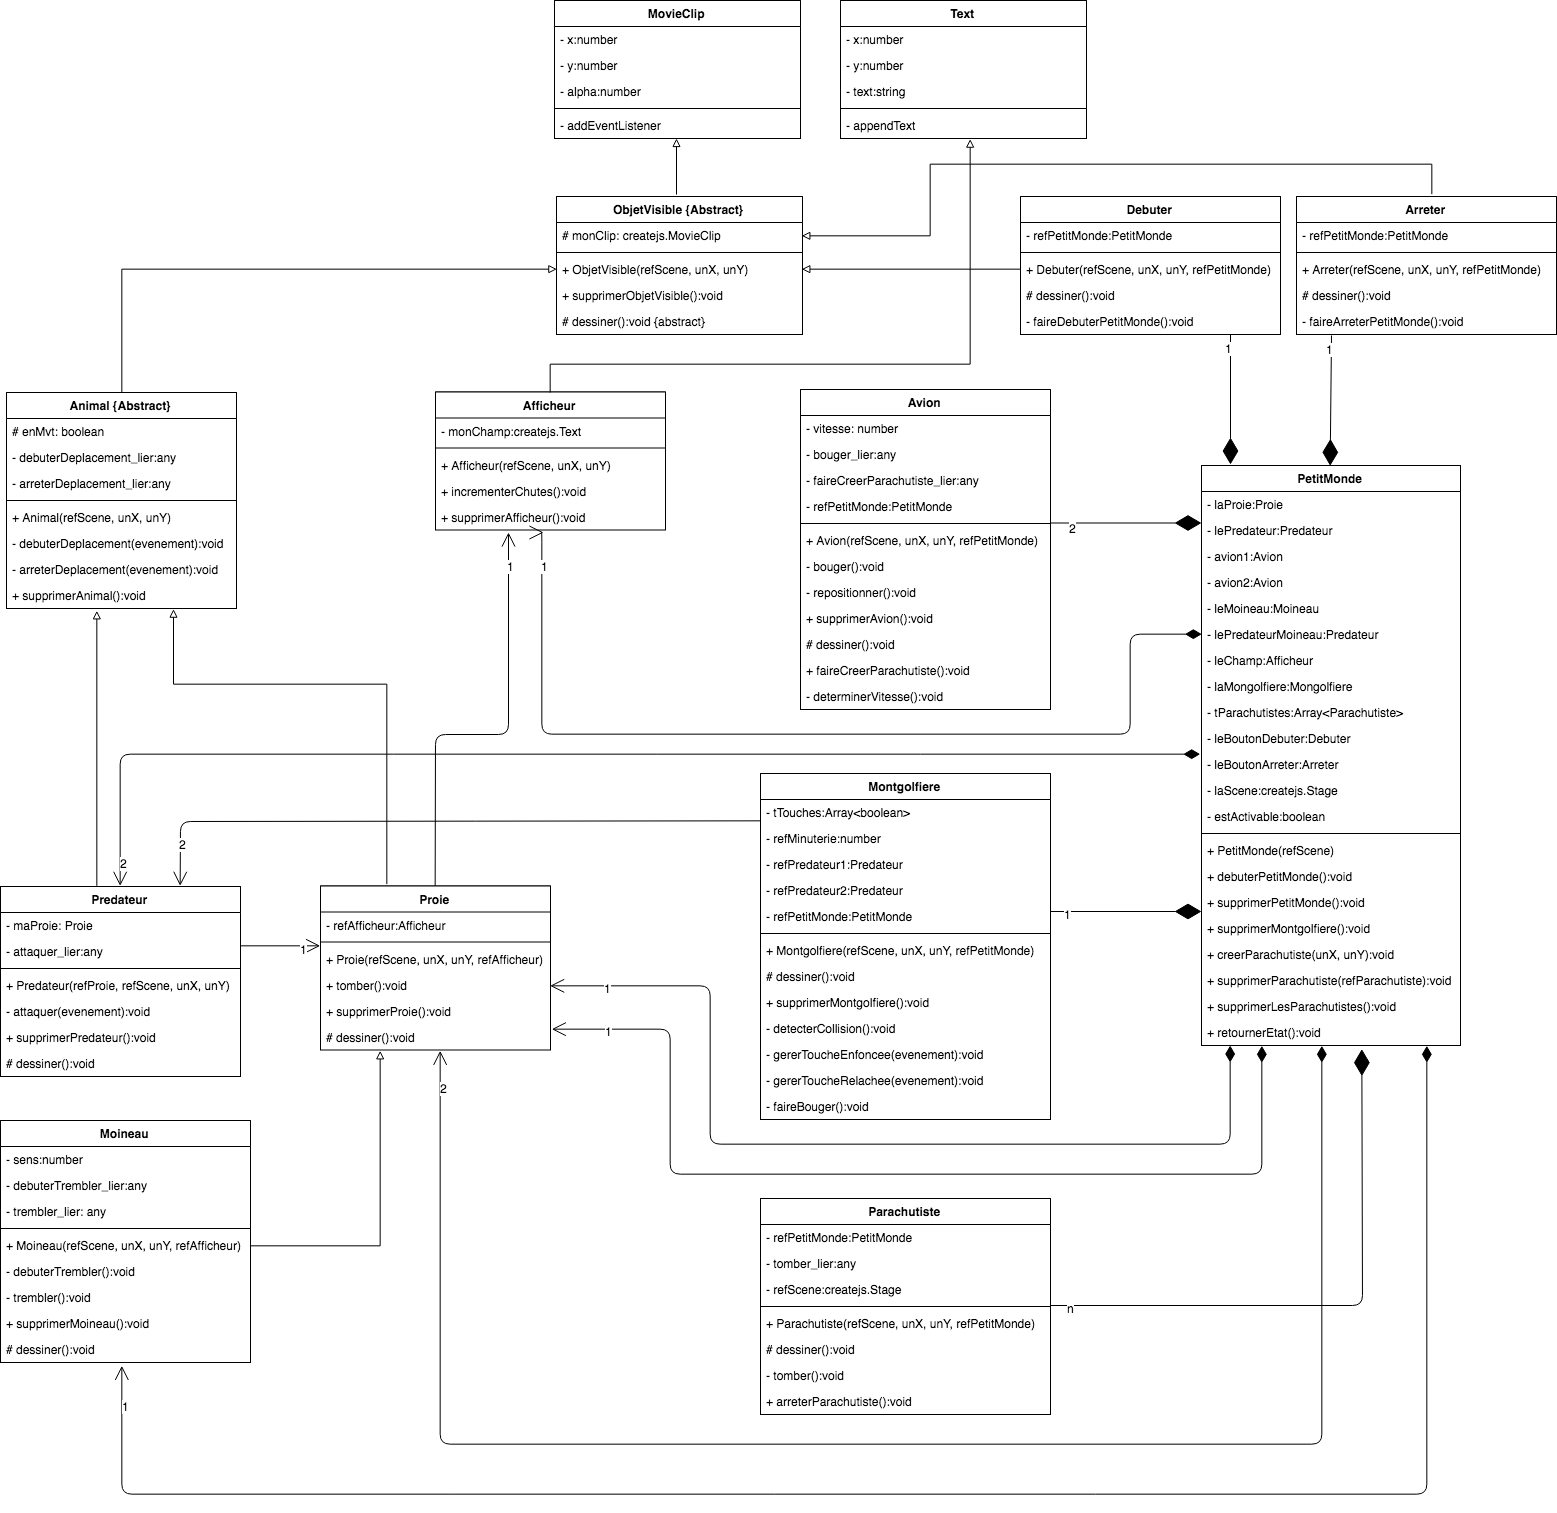 MovieClip
- x:number
- y:number
- alpha:number
- addEventListener
Text
- x:number
- y:number
- text:string
- appendText
ObjetVisible {Abstract}
# monClip: createjs.MovieClip
+ ObjetVisible(refScene, unX, unY)
+ supprimerObjetVisible():void
# dessiner():void {abstract}
Debuter
- refPetitMonde:PetitMonde
+ Debuter(refScene, unX, unY, refPetitMonde)
# dessiner():void
- faireDebuterPetitMonde():void
1
Arreter
- refPetitMonde:PetitMonde
+ Arreter(refScene, unX, unY, refPetitMonde)
# dessiner():void
- faireArreterPetitMonde():void
1
Animal {Abstract}
# enMvt: boolean
- debuterDeplacement_lier:any
- arreterDeplacement_lier:any
+ Animal(refScene, unX, unY)
- debuterDeplacement(evenement):void
- arreterDeplacement(evenement):void
+ supprimerAnimal():void
Afficheur
- monChamp:createjs.Text
+ Afficheur(refScene, unX, unY)
+ incrementerChutes():void
+ supprimerAfficheur():void
1
1
Avion
- vitesse: number
- bouger_lier:any
- faireCreerParachutiste_lier:any
- refPetitMonde:PetitMonde
+ Avion(refScene, unX, unY, refPetitMonde)
- bouger():void
- repositionner():void
+ supprimerAvion():void
# dessiner():void
+ faireCreerParachutiste():void
- determinerVitesse():void
2
PetitMonde
- laProie:Proie
- lePredateur:Predateur
- avion1:Avion
- avion2:Avion
- leMoineau:Moineau
- lePredateurMoineau:Predateur
- leChamp:Afficheur
- laMongolfiere:Mongolfiere
- tParachutistes:Array<Parachutiste>
- leBoutonDebuter:Debuter
- leBoutonArreter:Arreter
- laScene:createjs.Stage
- estActivable:boolean
+ PetitMonde(refScene)
+ debuterPetitMonde():void
+ supprimerPetitMonde():void
+ supprimerMontgolfiere():void
+ creerParachutiste(unX, unY):void
+ supprimerParachutiste(refParachutiste):void
+ supprimerLesParachutistes():void
+ retournerEtat():void
Montgolfiere
- tTouches:Array<boolean>
- refMinuterie:number
- refPredateur1:Predateur
- refPredateur2:Predateur
- refPetitMonde:PetitMonde
+ Montgolfiere(refScene, unX, unY, refPetitMonde)
# dessiner():void
+ supprimerMontgolfiere():void
- detecterCollision():void
- gererToucheEnfoncee(evenement):void
- gererToucheRelachee(evenement):void
- faireBouger():void
1
2
2
Predateur
- maProie: Proie
- attaquer_lier:any
+ Predateur(refProie, refScene, unX, unY)
- attaquer(evenement):void
+ supprimerPredateur():void
# dessiner():void
1
Proie
- refAfficheur:Afficheur
+ Proie(refScene, unX, unY, refAfficheur)
+ tomber():void
+ supprimerProie():void
# dessiner():void
1
1
2
Moineau
- sens:number
- debuterTrembler_lier:any
- trembler_lier: any
+ Moineau(refScene, unX, unY, refAfficheur)
- debuterTrembler():void
- trembler():void
+ supprimerMoineau():void
# dessiner():void
1
Parachutiste
- refPetitMonde:PetitMonde
- tomber_lier:any
- refScene:createjs.Stage
+ Parachutiste(refScene, unX, unY, refPetitMonde)
# dessiner():void
- tomber():void
+ arreterParachutiste():void
n